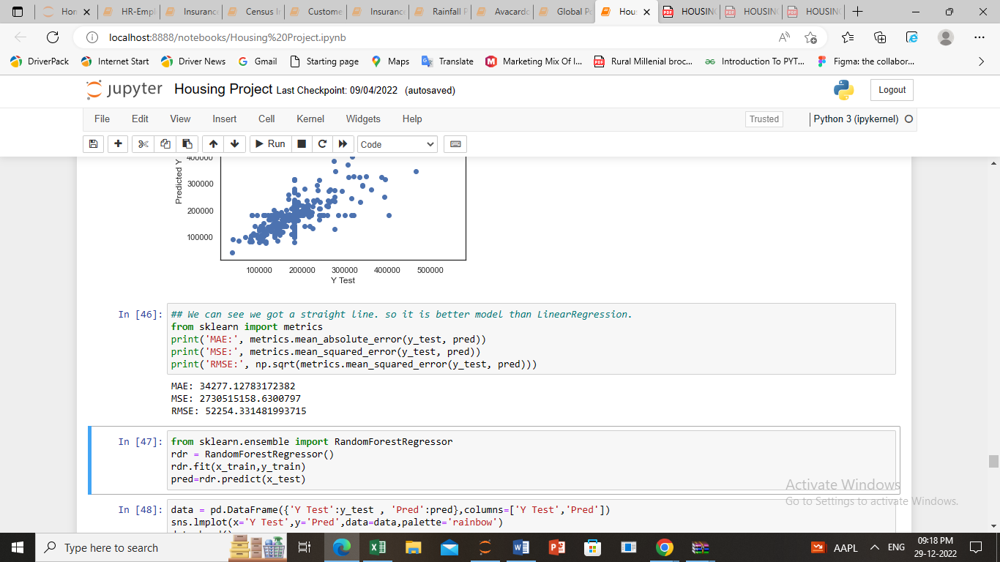 Hor
HR-Empl
Insurance
Census In
Custome
Insurance
Rainfall P
Avacardo
Global Po
Hous
HOUSING
HOUSING
HOUSING
localhost:8888/notebooks/Housing%20Project.ipynb
DriverPack
Internet Start
Driver News
Gmail
Starting page
Maps
Translate
Marketing Mix Of I...
Rural Millenial broc...
Introduction To PYT...
Figma: the collabor...
jupyter Housing Project Last Checkpoint: 09/04/2022 (autosaved)
Logout
File Edit View Insert Cell Kernel Widgets Help
Trusted
Python 3 (ipykernel)
Run
Code
400000
300000
200000
100000
Predicted Y
100000 200000 300000 400000 500000
Y Test
In [46]:
## We can see we got a straight line. so it is better model than LinearRegression.
from sklearn import metrics
print('MAE:', metrics.mean_absolute_error(y_test, pred))
print('MSE:', metrics.mean_squared_error(y_test, pred))
print('RMSE:', np.sqrt(metrics.mean_squared_error(y_test, pred)))
MAE: 34277.12783172382
MSE: 2730515158.6300797
RMSE: 52254.331481993715
In [47]:
from sklearn.ensemble import RandomForestRegressor
rdr = RandomForestRegressor()
rdr.fit(x_train,y_train)
pred=rdr.predict(x_test)
In [48]:
data = pd.DataFrame({'Y Test':y_test , 'Pred':pred},columns=['Y Test','Pred'])
sns.lmplot(x='Y Test',y='Pred',data=data,palette='rainbow')
Activate Windows
Go to Settings to activate Windows.
Type here to search
AAPL
ENG
09:18 PM
29-12-2022